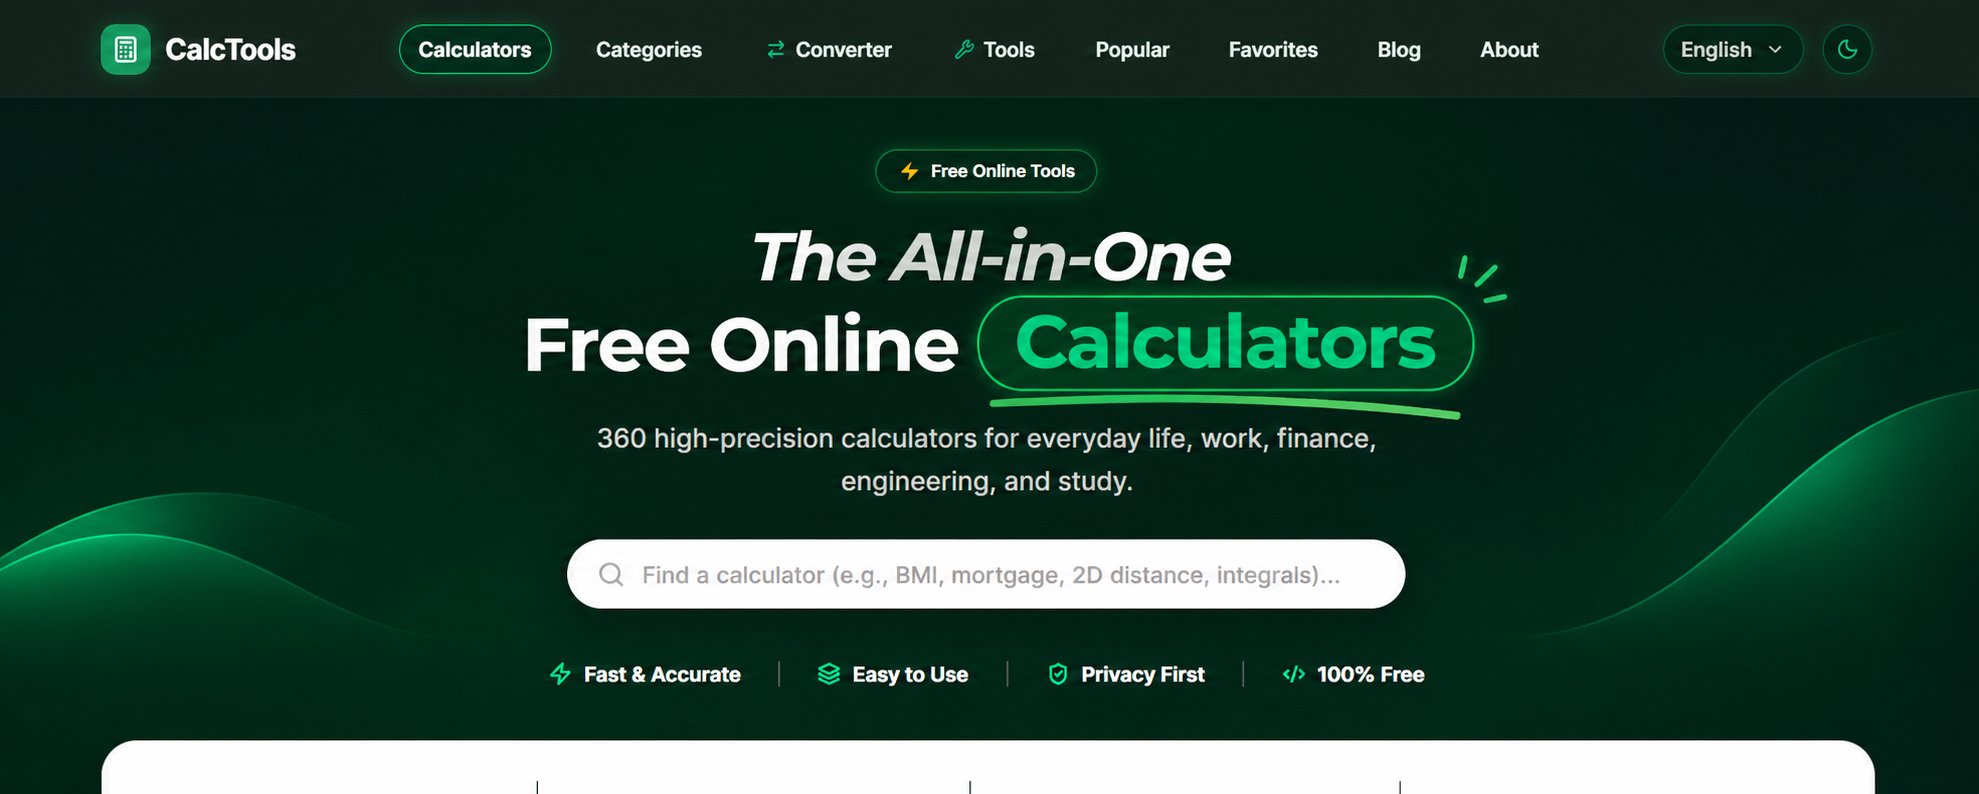 CalcTools
Calculators
Categories
Converter
Tools
Popular
Favorites
Blog
About
English
Free Online Tools
The All-in-One
Free Online Calculators
360 high-precision calculators for everyday life, work, finance,
engineering, and study.
Find a calculator (e.g., BMI, mortgage, 2D distance, integrals)...
Fast & Accurate
Easy to Use
Privacy First
100% Free